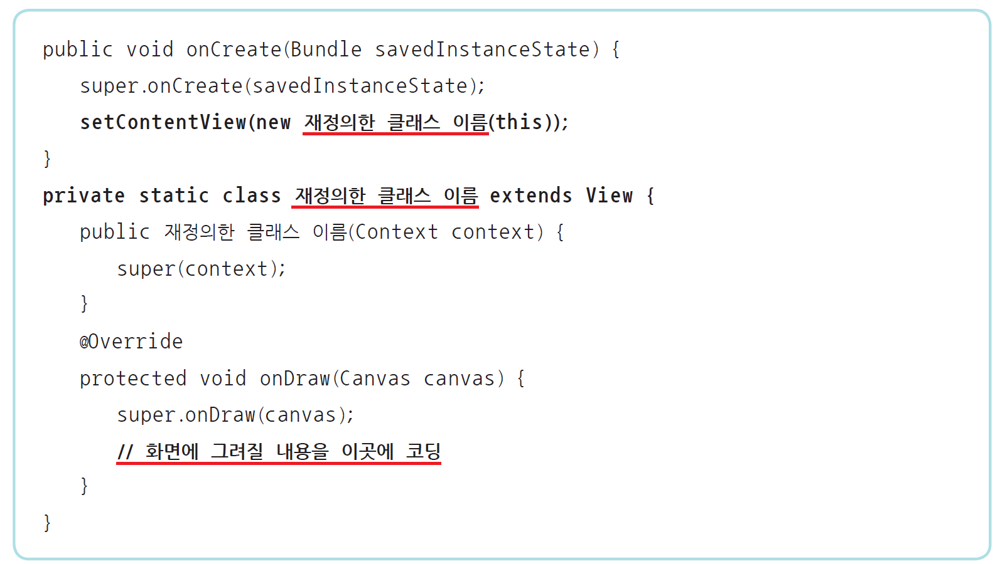 public void onCreate(Bundle savedInstanceState) {
super.onCreate(savedInstanceState);
setContentView(new 재정의한 클래스 이름(this));
}
private static class 재정의한 클래스 이름 extends View {
public 재정의한 클래스 이름(Context context) {
super(context);
}
@Override
protected void onDraw(Canvas canvas) {
super.onDraw(canvas);
// 화면에 그려질 내용을 이곳에 코딩
}
}